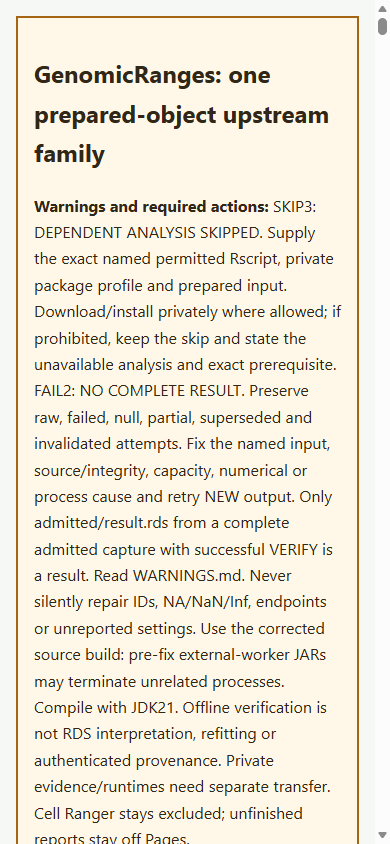 GenomicRanges: one
prepared-object upstream
family
Warnings and required actions: SKIP3:
DEPENDENT ANALYSIS SKIPPED. Supply
the exact named permitted Rscript, private
package profile and prepared input.
Download/install privately where allowed; if
prohibited, keep the skip and state the
unavailable analysis and exact prerequisite.
FAIL2: NO COMPLETE RESULT. Preserve
raw, failed, null, partial, superseded and
invalidated attempts. Fix the named input,
source/integrity, capacity, numerical or
process cause and retry NEW output. Only
admitted/result.rds from a complete
admitted capture with successful VERIFY is
a result. Read WARNINGS.md. Never
silently repair IDs, NA/NaN/Inf, endpoints
or unreported settings. Use the corrected
source build: pre-fix external-worker JARs
may terminate unrelated processes.
Compile with JDK21. Offline verification is
not RDS interpretation, refitting or
authenticated provenance. Private
evidence/runtimes need separate transfer.
Cell Ranger stays excluded; unfinished
reports stay off Pages.